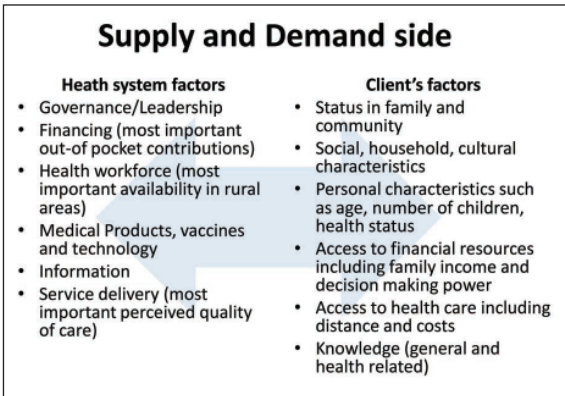 Supply and Demand side
Heath system factors
• Governance/Leadership
• Financing (most important
out-of pocket contributions)
• Health workforce (most
important availability in rural
areas)
• Medical Products, vaccines
and technology
• Information
• Service delivery (most
important perceived quality
of care)
Client's factors
• Status in family and
community
• Social, household, cultural
characteristics
• Personal characteristics such
as age, number of children,
health status
• Access to financial resources
including family income and
decision making power
• Access to health care including
distance and costs
• Knowledge (general and
health related)